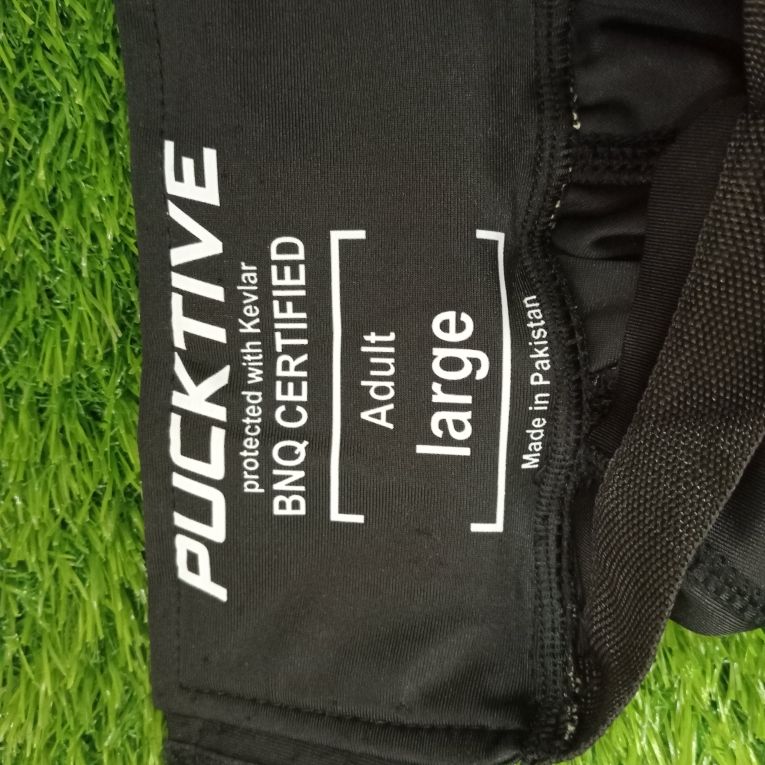 PUCKTIVE
protected with Kevlar
BNQ CERTIFIED
Adult
large
Made in Pakistan